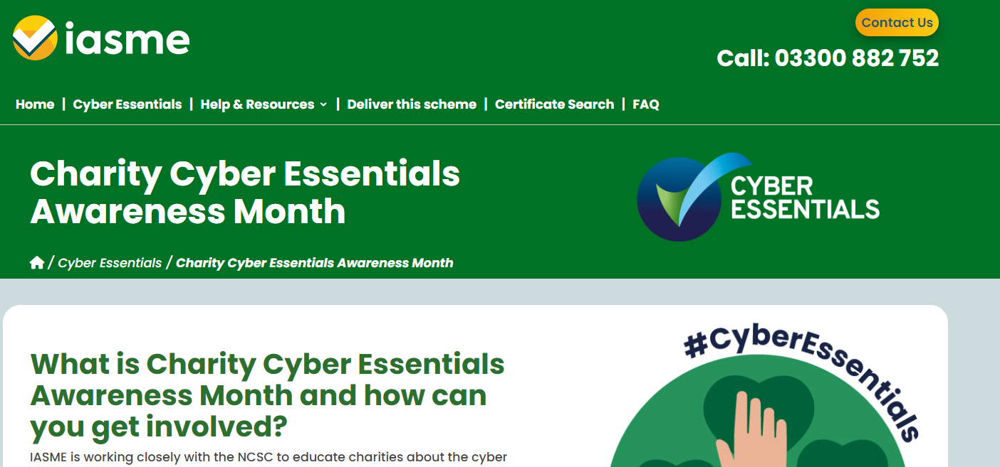 iasme
Contact Us
Call: 03300 882 752
Home | Cyber Essentials | Help & Resources | Deliver this scheme | Certificate Search | FAQ
Charity Cyber Essentials
Awareness Month
CYBER
ESSENTIALS
/ Cyber Essentials / Charity Cyber Essentials Awareness Month
What is Charity Cyber Essentials
Awareness Month and how can
you get involved?
IASME is working closely with the NCSC to educate charities about the cyber
#CyberEssentials